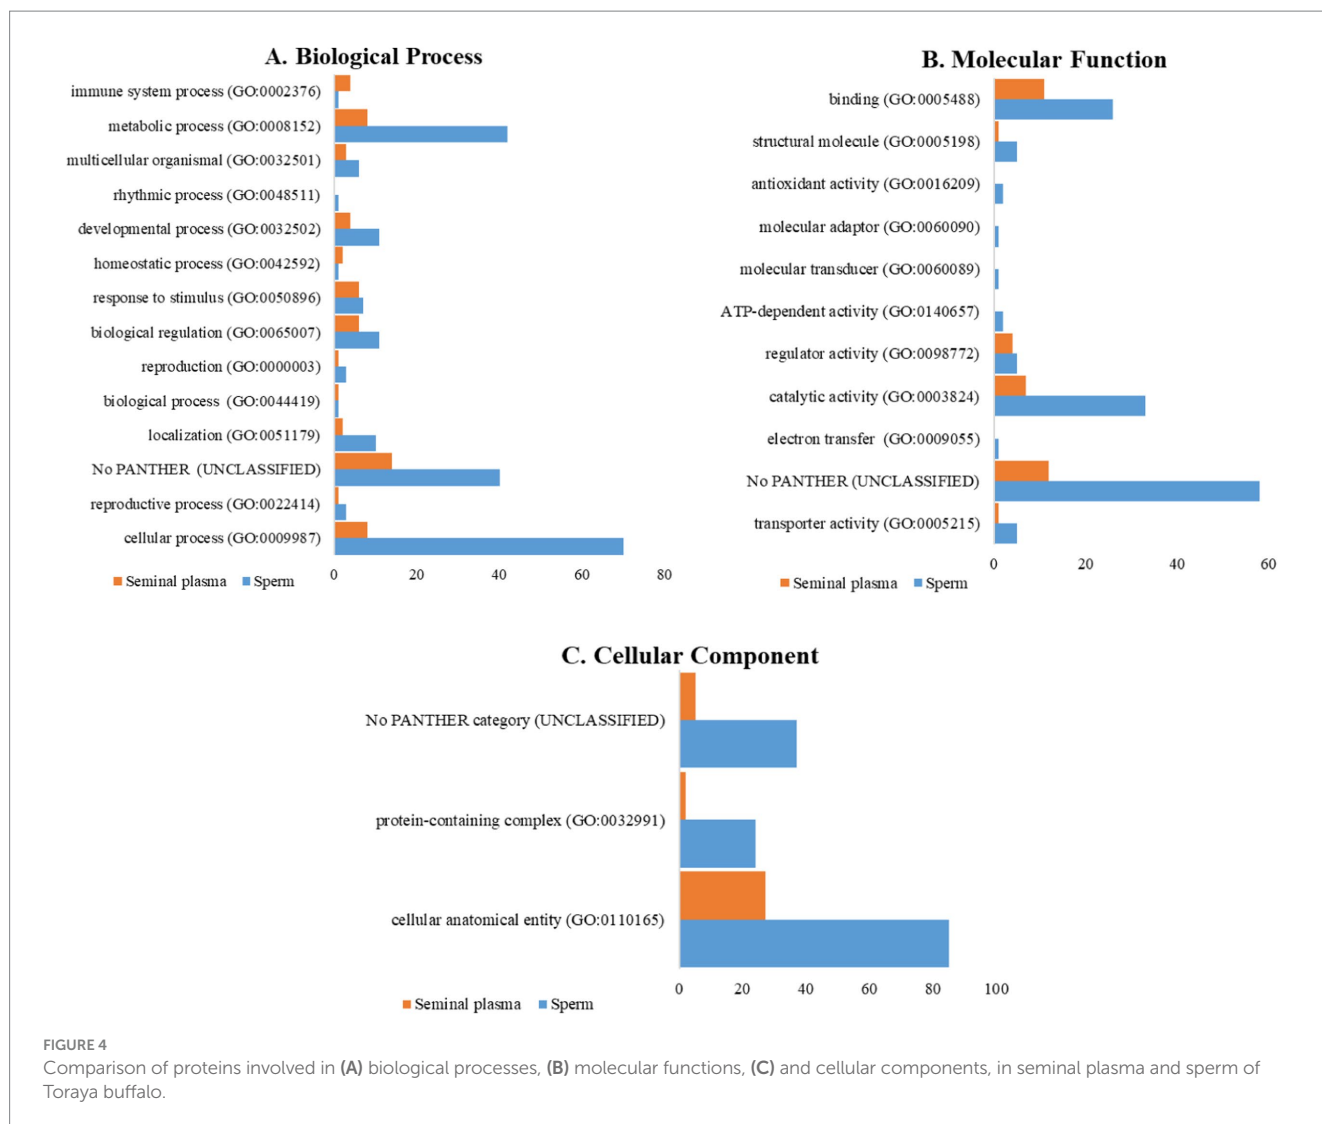 A. Biological Process
immune system process (GO:0002376)
metabolic process (GO:0008152)
multicellular organismal (GO:0032501)
rhythmic process (GO:0048511)
developmental process (GO:0032502)
homeostatic process (GO:0042592)
response to stimulus (GO:0050896)
biological regulation (GO:0065007)
reproduction (GO:0000003)
biological process (GO:0044419)
localization (GO:0051179)
No PANTHER (UNCLASSIFIED)
reproductive process (GO:0022414)
cellular process (GO:0009987)
0 20 40 60 80
Seminal plasma Sperm
B. Molecular Function
binding (GO:0005488)
structural molecule (GO:0005198)
antioxidant activity (GO:0016209)
molecular adaptor (GO:0060090)
molecular transducer (GO:0060089)
ATP-dependent activity (GO:0140657)
regulator activity (GO:0098772)
catalytic activity (GO:0003824)
electron transfer (GO:0009055)
No PANTHER (UNCLASSIFIED)
transporter activity (GO:0005215)
0 20 40 60
Seminal plasma Sperm
C. Cellular Component
No PANTHER category (UNCLASSIFIED)
protein-containing complex (GO:0032991)
cellular anatomical entity (GO:0110165)
0 20 40 60 80 100
Seminal plasma Sperm
FIGURE 4
Comparison of proteins involved in (A) biological processes, (B) molecular functions, (C) and cellular components, in seminal plasma and sperm of
Toraya buffalo.